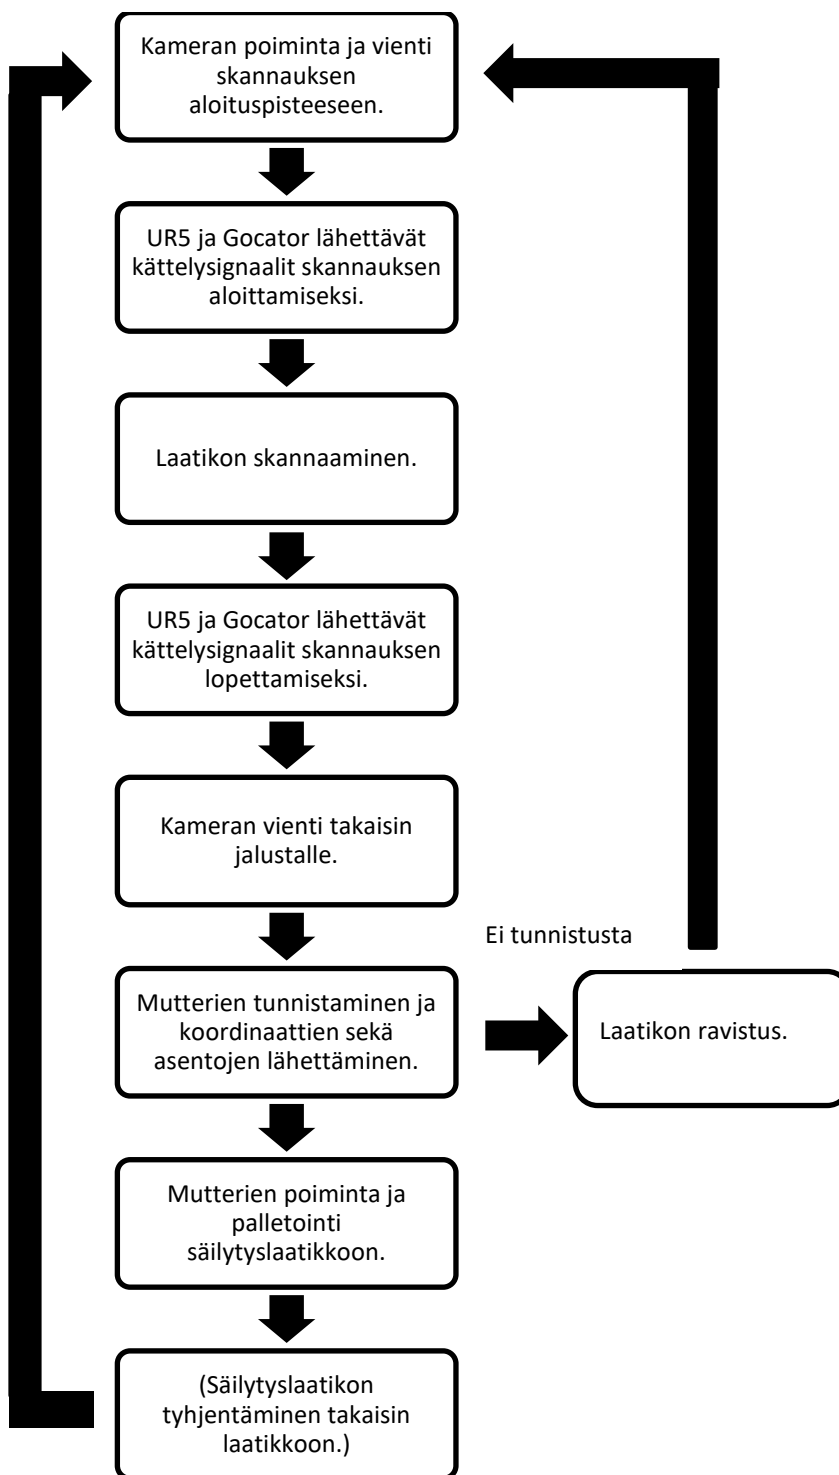 Kameran poiminta ja vienti
skannauksen
aloituspisteeseen.
UR5 ja Gocator lähettävät
kättelysignaalit skannauksen
aloittamiseksi.
Laatikon skannaaminen.
UR5 ja Gocator lähettävät
kättelysignaalit skannauksen
lopettamiseksi.
Kameran vienti takaisin
jalustalle.
Ei tunnistusta
Mutterien tunnistaminen ja
koordinaattien sekä
asentojen lähettäminen.
Laatikon ravistus.
Mutterien poiminta ja
palletointi
säilytyslaatikkoon.
(Säilytyslaatikon
tyhjentäminen takaisin
laatikkoon.)